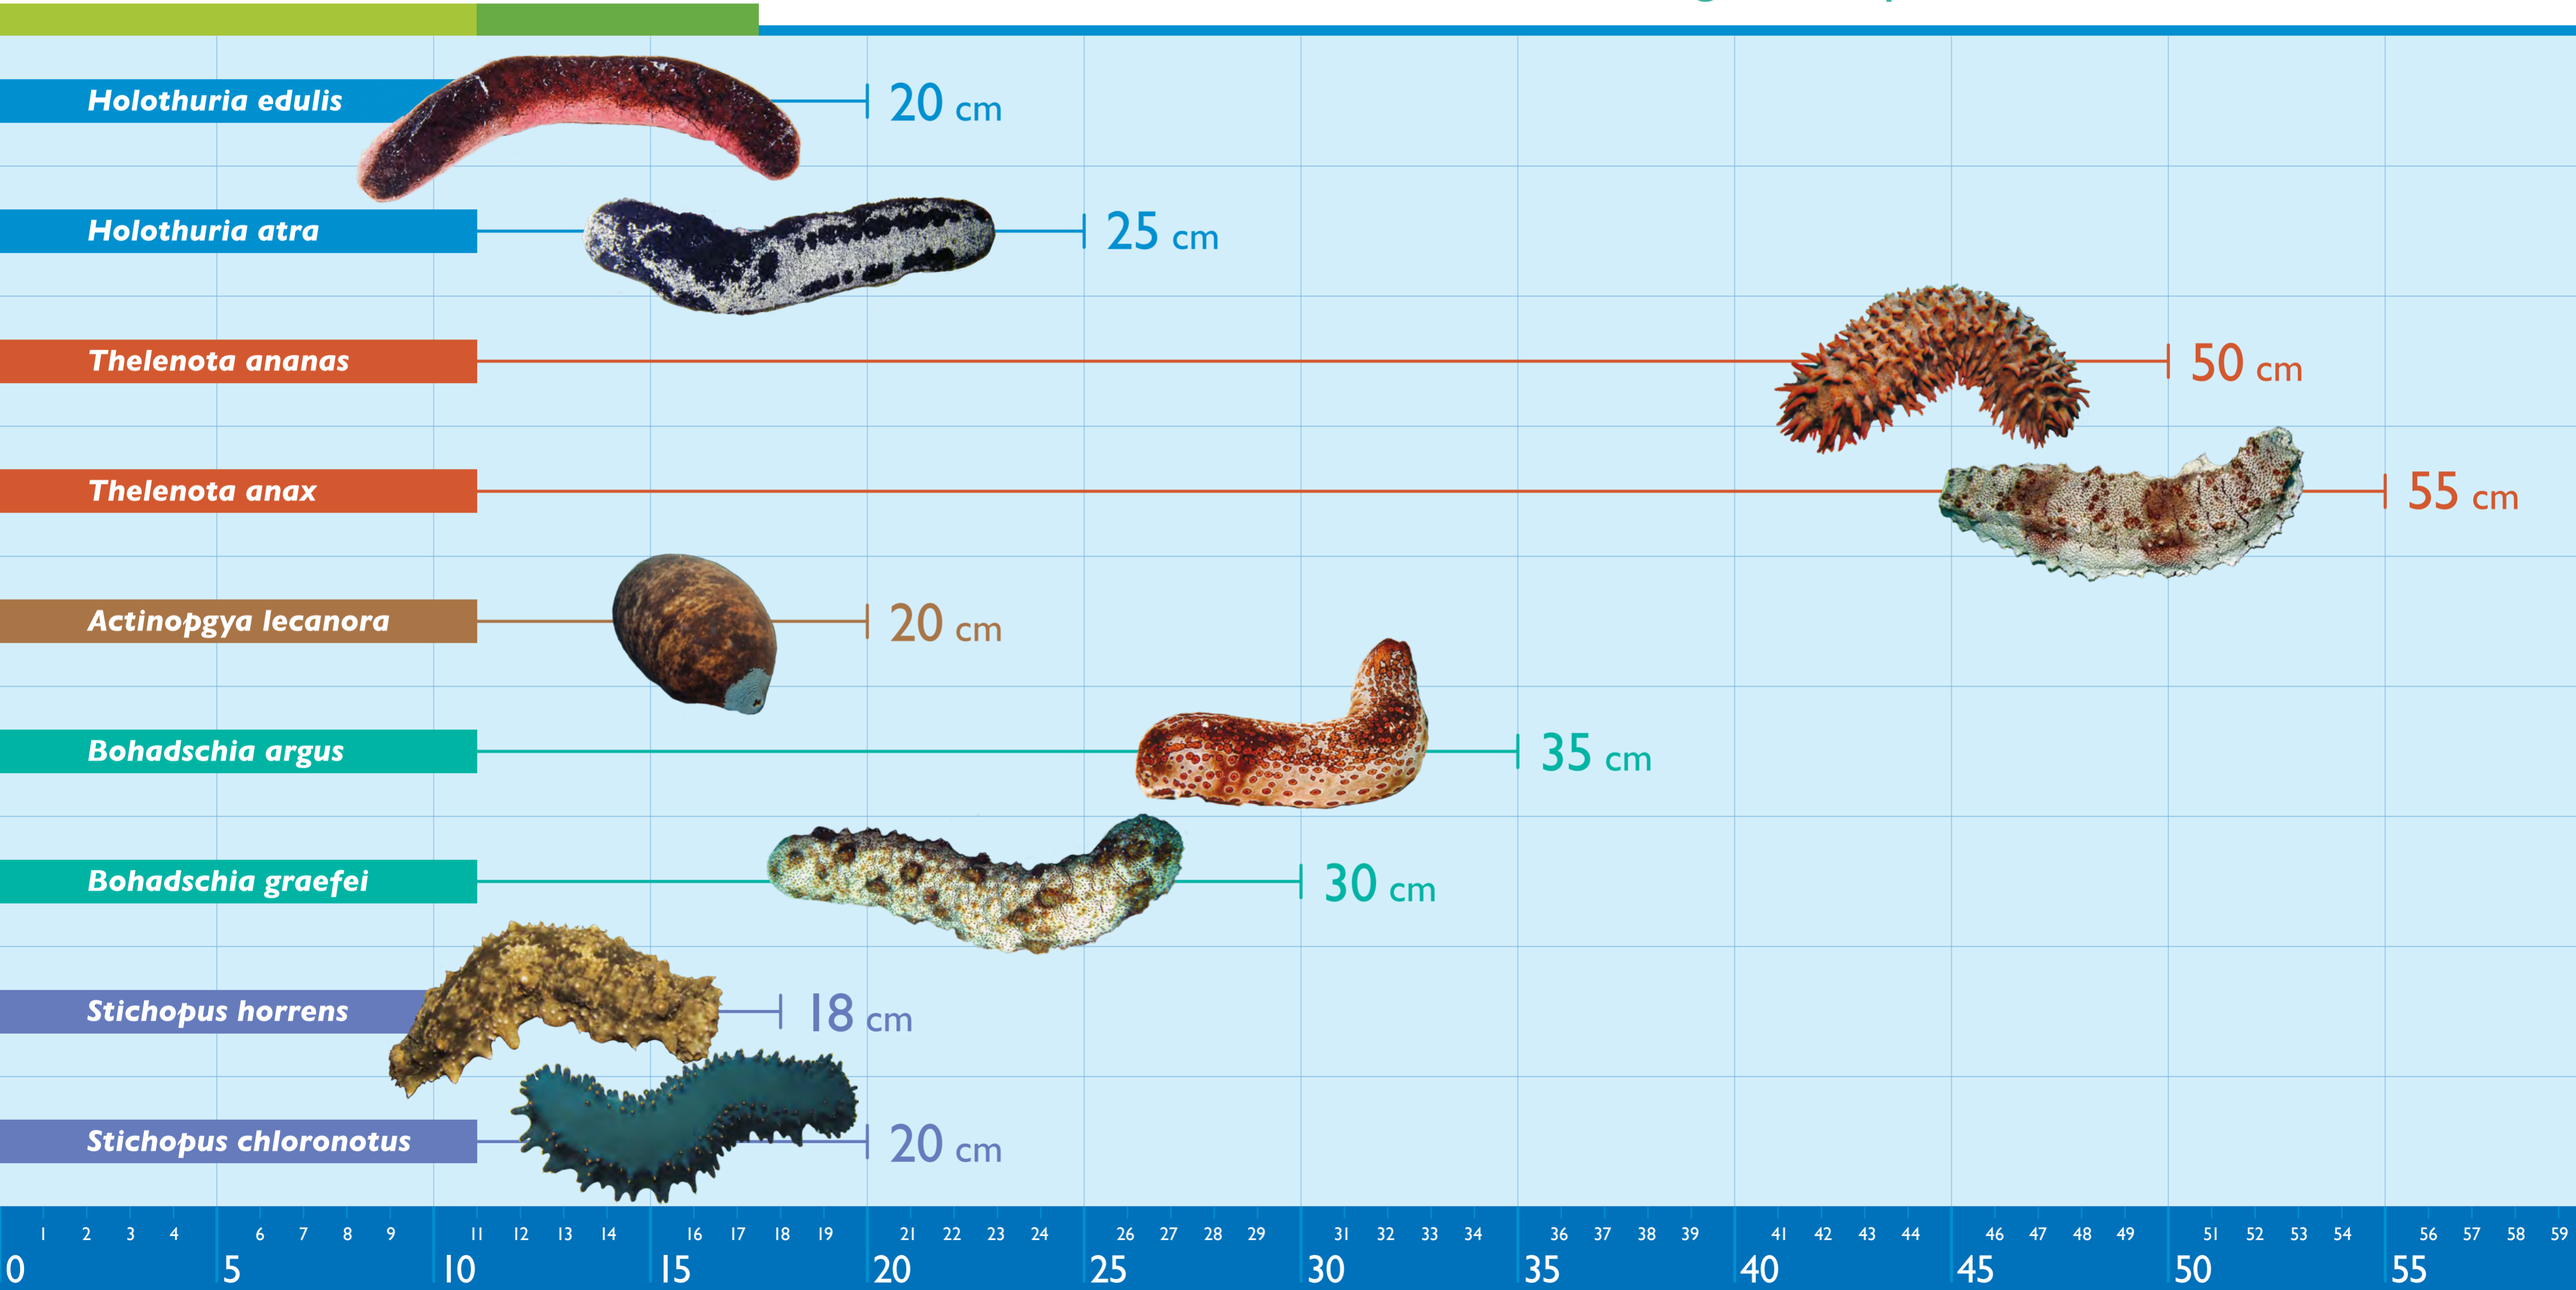 Holothuria edulis 20 cm
Holothuria atra 25 cm
Thelenota ananas 50 cm
Thelenota anax 55 cm
Actinopgya lecanora 20 cm
Bohadschia argus 35 cm
Bohadschia graefei 30 cm
Stichopus horrens 18 cm
Stichopus chloronotus 20 cm
1 2 3 4 6 7 8 9 11 12 13 14 16 17 18 19 21 22 23 24 26 27 28 29 31 32 33 34 36 37 38 39 41 42 43 44 46 47 48 49 51 52 53 54 56 57 58 59
0 5 10 15 20 25 30 35 40 45 50 55